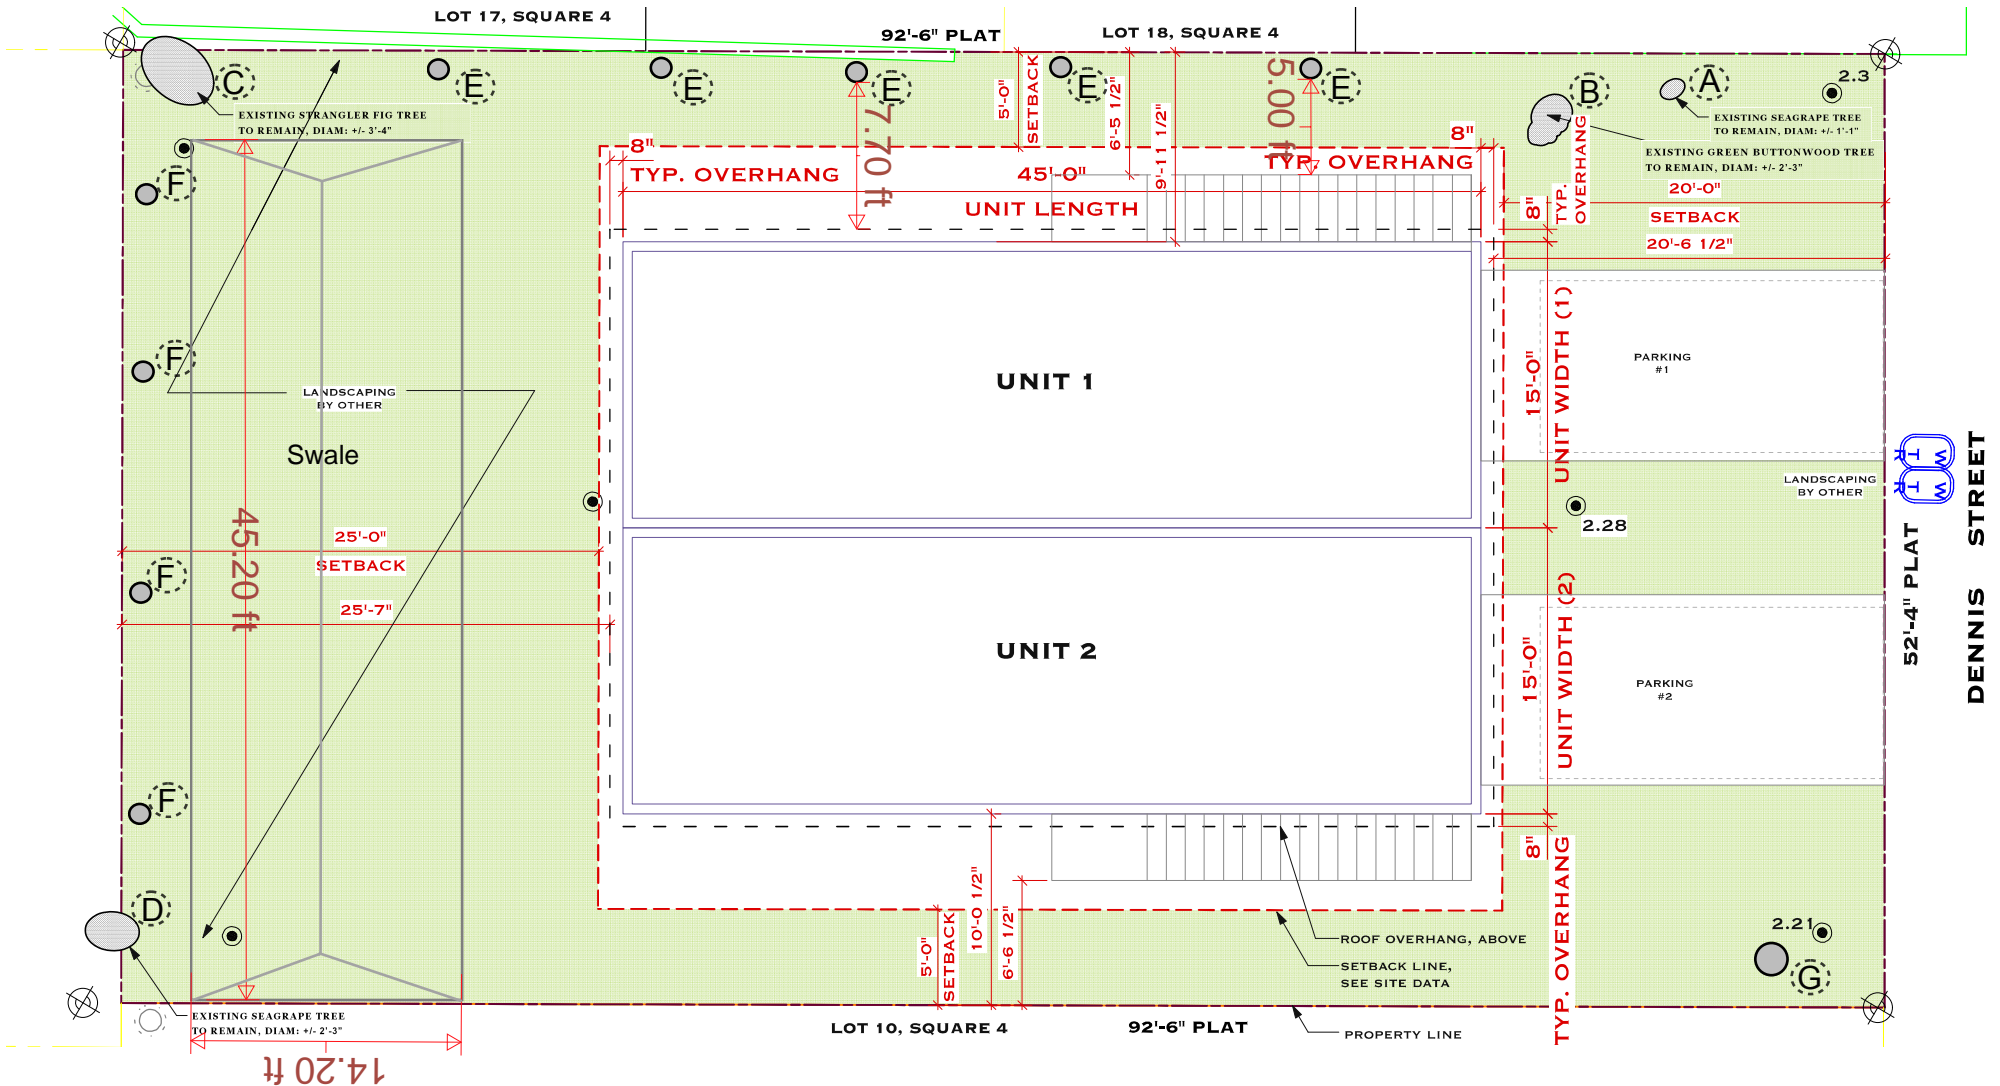 LOT 17, SQUARE 4
92'-6" PLAT
LOT 18, SQUARE 4
C
E
E
E
E
E
B
A
2.3
EXISTING STRANGLER FIG TREE
TO REMAIN, DIAM: +/- 3'-4"
5'-0"
SETBACK
6'-5 1/2"
9'-11 1/2"
5.00 ft
7.70 ft
EXISTING SEAGRAPE TREE
TO REMAIN, DIAM: +/- 1'-1"
EXISTING GREEN BUTTONWOOD TREE
TO REMAIN, DIAM: +/- 2'-3"
8"
TYP. OVERHANG
45'-0"
UNIT LENGTH
8"
TYP. OVERHANG
8"
TYP.
OVERHANG
20'-0"
SETBACK
20'-6 1/2"
F
F
F
F
D
LANDSCAPING
BY OTHER
Swale
45.20 ft
25'-0"
SETBACK
25'-7"
UNIT 1
UNIT 2
15'-0"
UNIT WIDTH (1)
PARKING
#1
LANDSCAPING
BY OTHER
2.28
15'-0"
UNIT WIDTH (2)
PARKING
#2
WTR
WTR
52'-4" PLAT
DENNIS STREET
8"
TYP. OVERHANG
2.21
G
5'-0"
SETBACK
10'-0 1/2"
6'-6 1/2"
ROOF OVERHANG, ABOVE
SETBACK LINE,
SEE SITE DATA
PROPERTY LINE
EXISTING SEAGRAPE TREE
TO REMAIN, DIAM: +/- 2'-3"
14.20 ft
LOT 10, SQUARE 4
92'-6" PLAT